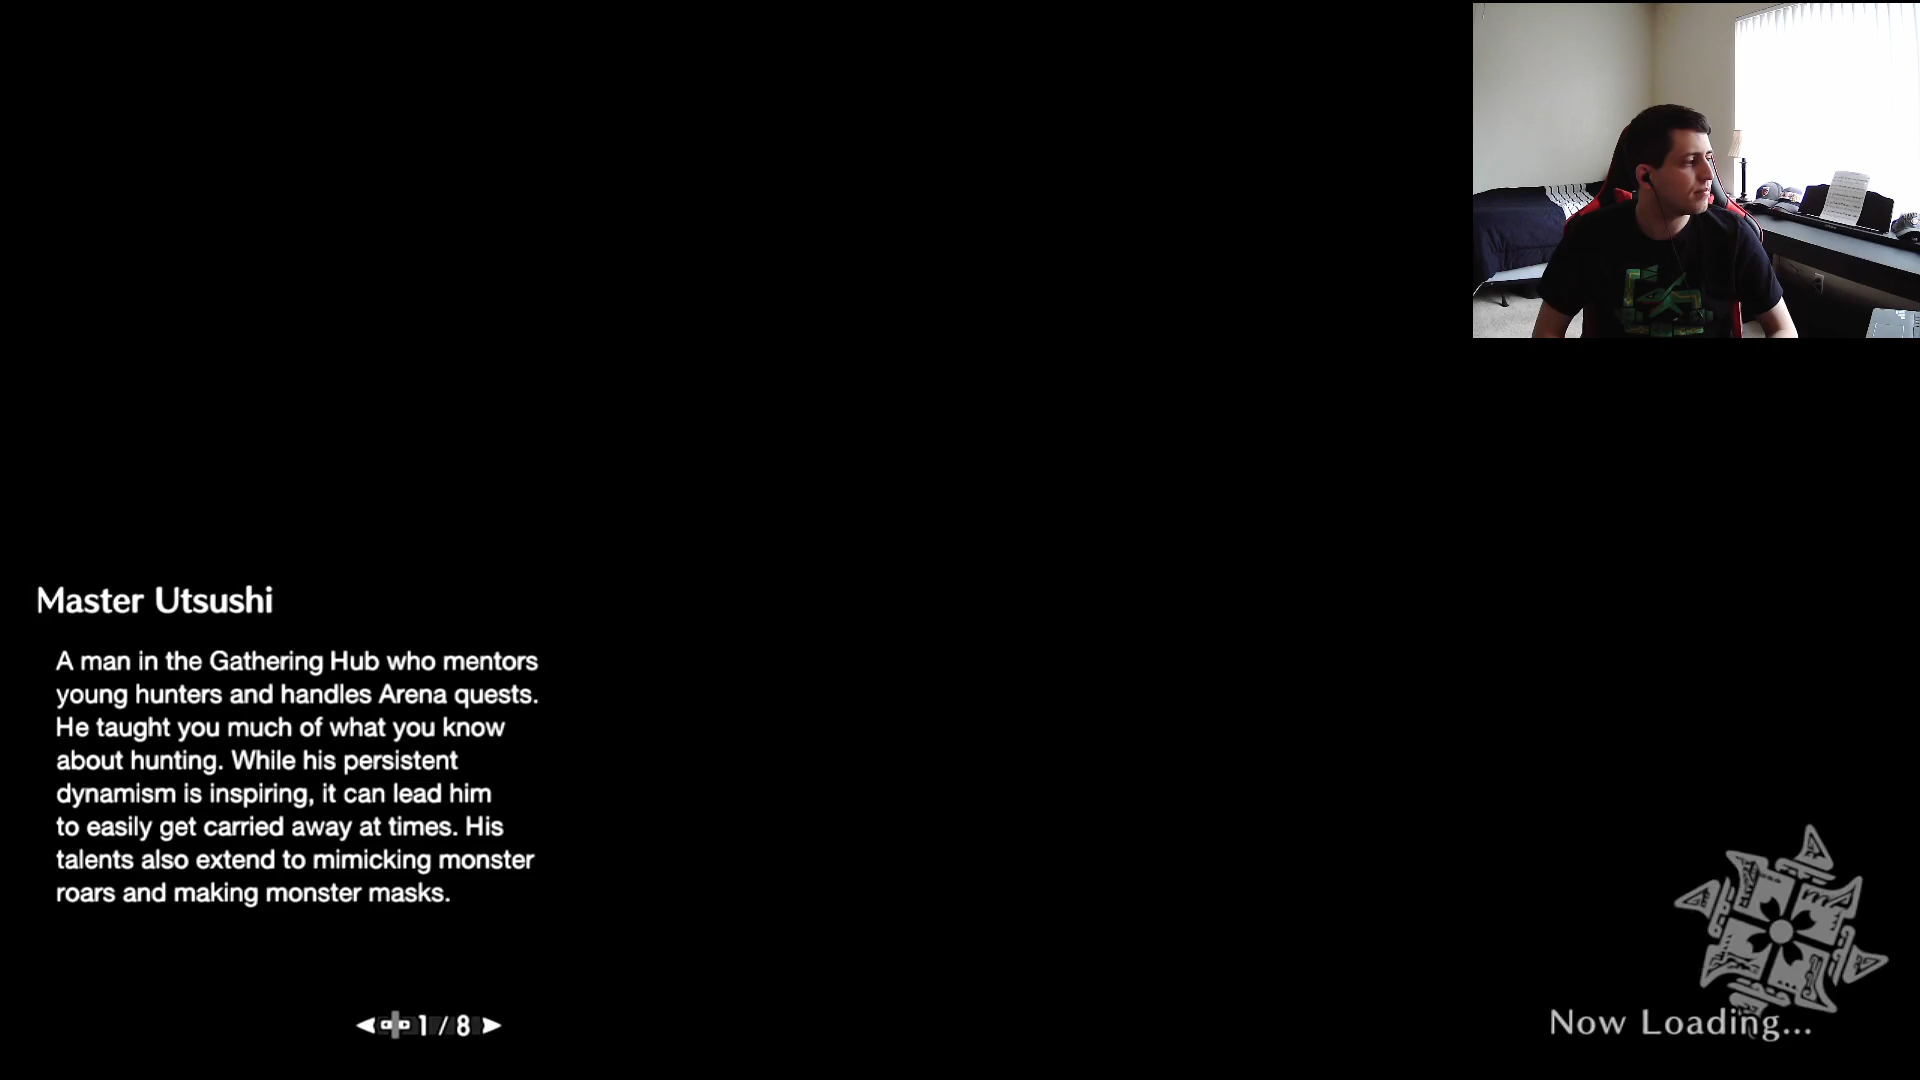 Master Utsushi
A man in the Gathering Hub who mentors
young hunters and handles Arena quests.
He taught you much of what you know
about hunting. While his persistent
dynamism is inspiring, it can lead him
to easily get carried away at times. His
talents also extend to mimicking monster
roars and making monster masks.
1 / 8
Now Loading...